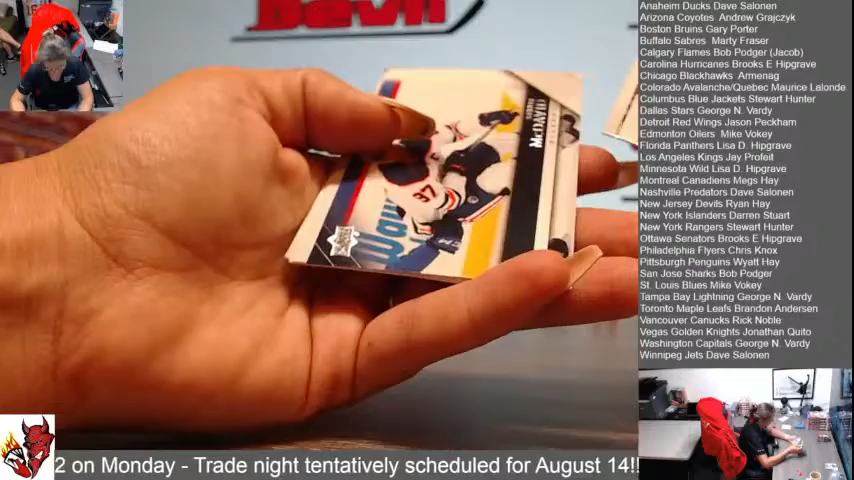 Devil
McDAVID
97
Anaheim Ducks Dave Salonen
Arizona Coyotes  Andrew Grajczyk
Boston Bruins Gary Porter
Buffalo Sabres  Marty Fraser
Calgary Flames Bob Podger (Jacob)
Carolina Hurricanes Brooks E Hipgrave
Chicago Blackhawks  Armenag
Colorado Avalanche/Quebec Maurice Lalonde
Columbus Blue Jackets Stewart Hunter
Dallas Stars George N. Vardy
Detroit Red Wings Jason Peckham
Edmonton Oilers  Mike Vokey
Florida Panthers Lisa D. Hipgrave
Los Angeles Kings Jay Profeit
Minnesota Wild Lisa D. Hipgrave
Montreal Canadiens Megs Hay
Nashville Predators Dave Salonen
New Jersey Devils Ryan Hay
New York Islanders Darren Stuart
New York Rangers Stewart Hunter
Ottawa Senators Brooks E Hipgrave
Philadelphia Flyers Chris Knox
Pittsburgh Penguins Wyatt Hay
San Jose Sharks Bob Podger
St. Louis Blues Mike Vokey
Tampa Bay Lightning George N. Vardy
Toronto Maple Leafs Brandon Andersen
Vancouver Canucks Rick Noble
Vegas Golden Knights Jonathan Quito
Washington Capitals George N. Vardy
Winnipeg Jets Dave Salonen
2 on Monday - Trade night tentatively scheduled for August 14!!